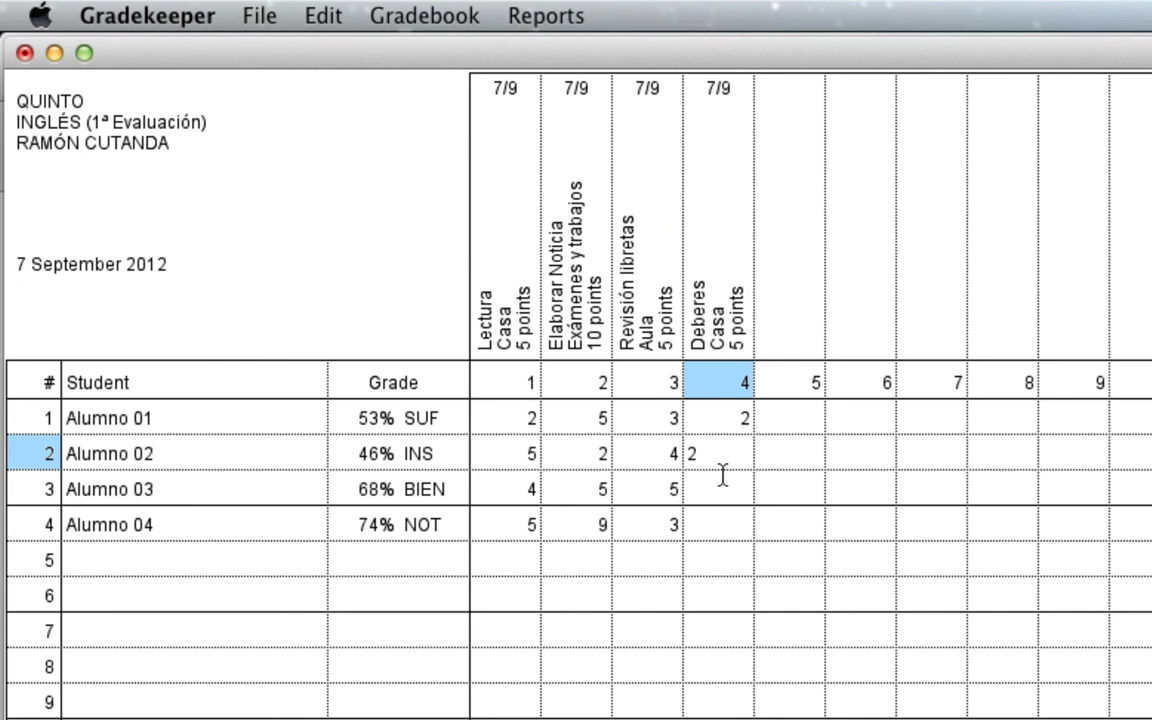 Gradekeeper File Edit Gradebook Reports
QUINTO
INGLÉS (1ª Evaluación)
RAMÓN CUTANDA
7 September 2012
7/9 7/9 7/9 7/9
Lectura
Casa
5 points
Elaborar Noticia
Exámenes y trabajos
10 points
Revisión libretas
Aula
5 points
Deberes
Casa
5 points
# Student Grade 1 2 3 4 5 6 7 8 9
1 Alumno 01 53% SUF 2 5 3 2
2 Alumno 02 46% INS 5 2 4 2
3 Alumno 03 68% BIEN 4 5 5
4 Alumno 04 74% NOT 5 9 3
5
6
7
8
9